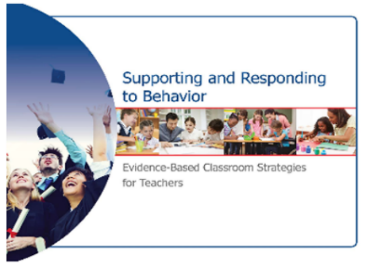 Supporting and Responding
to Behavior
Evidence-Based Classroom Strategies
for Teachers